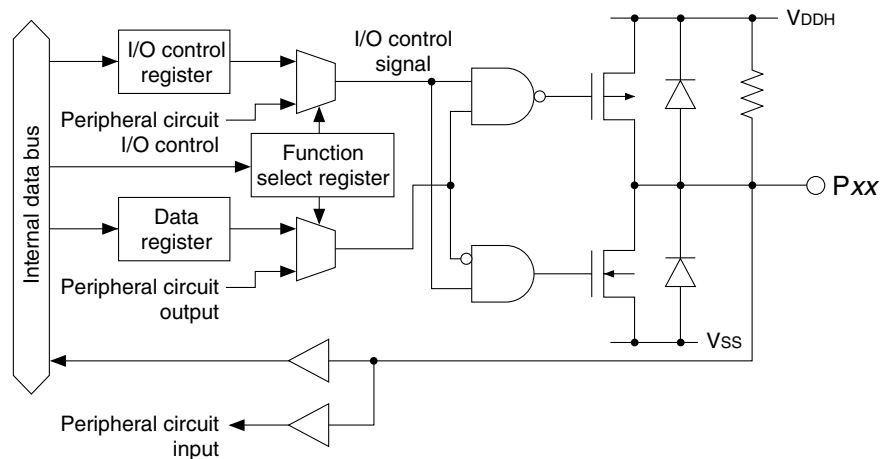 VDDH
I/O control
register
I/O control
signal
Peripheral circuit
I/O control
Function
select register
Internal data bus
Pxx
Data
register
Peripheral circuit
output
VSS
Peripheral circuit
input